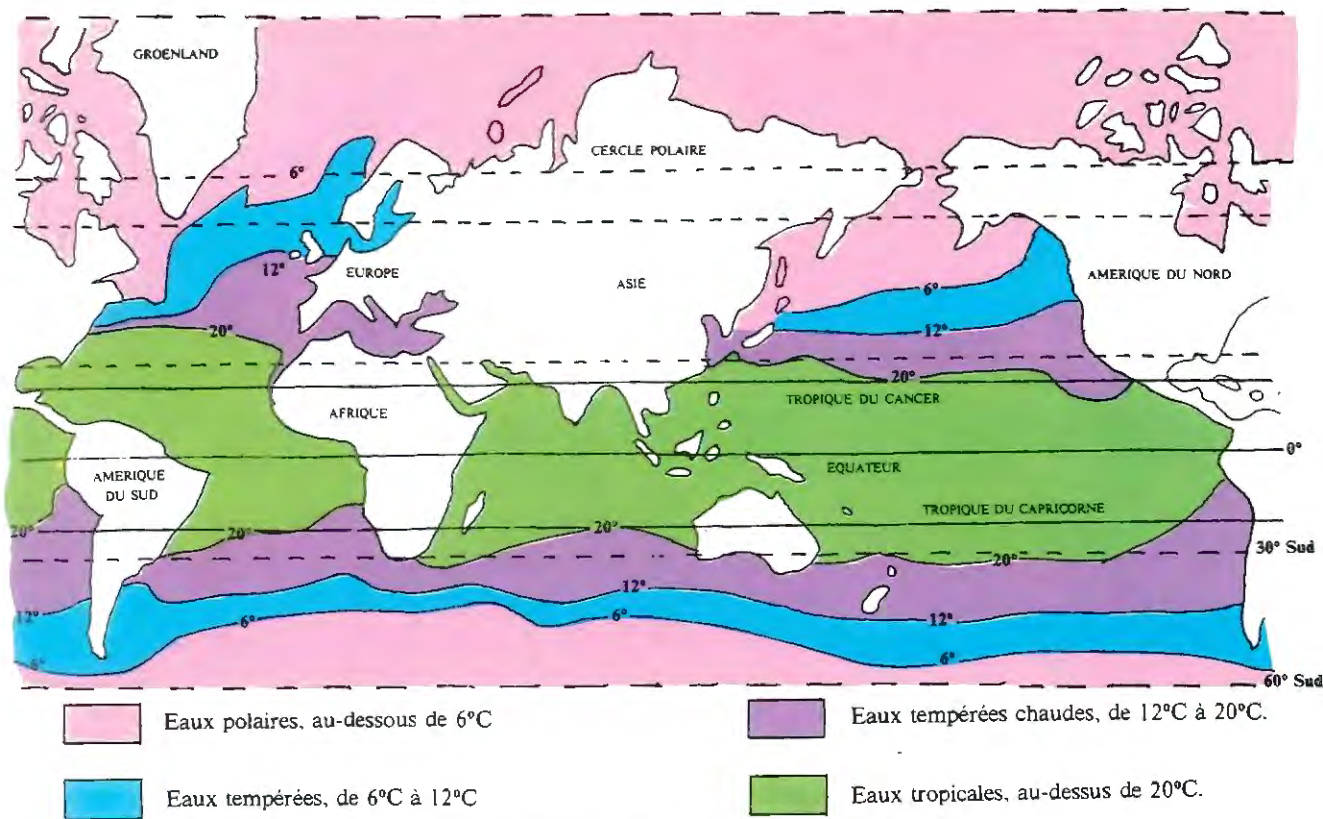 GROENLAND
CERCLE POLAIRE
6°
12°
EUROPE
ASIE
6°
AMÉRIQUE DU NORD
20°
12°
20°
TROPIQUE DU CANCER
AFRIQUE
0°
AMÉRIQUE
DU SUD
ÉQUATEUR
TROPIQUE DU CAPRICORNE
20°
20°
20°
20°
30° Sud
12°
12°
12°
6°
6°
6°
6°
60° Sud
Eaux polaires, au-dessous de 6°C
Eaux tempérées chaudes, de 12°C à 20°C.
Eaux tempérées, de 6°C à 12°C
Eaux tropicales, au-dessus de 20°C.